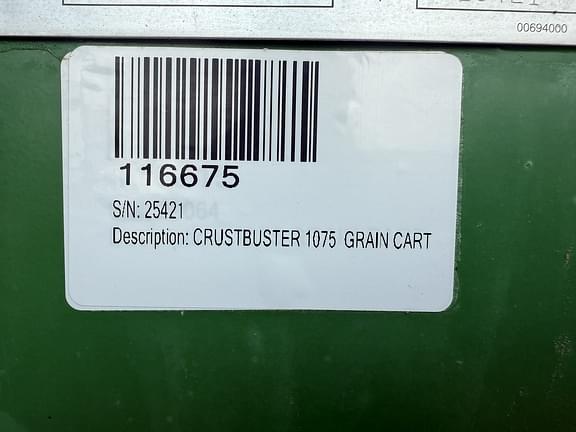 00694000
116675
S/N: 25421
Description: CRUSTBUSTER 1075 GRAIN CART